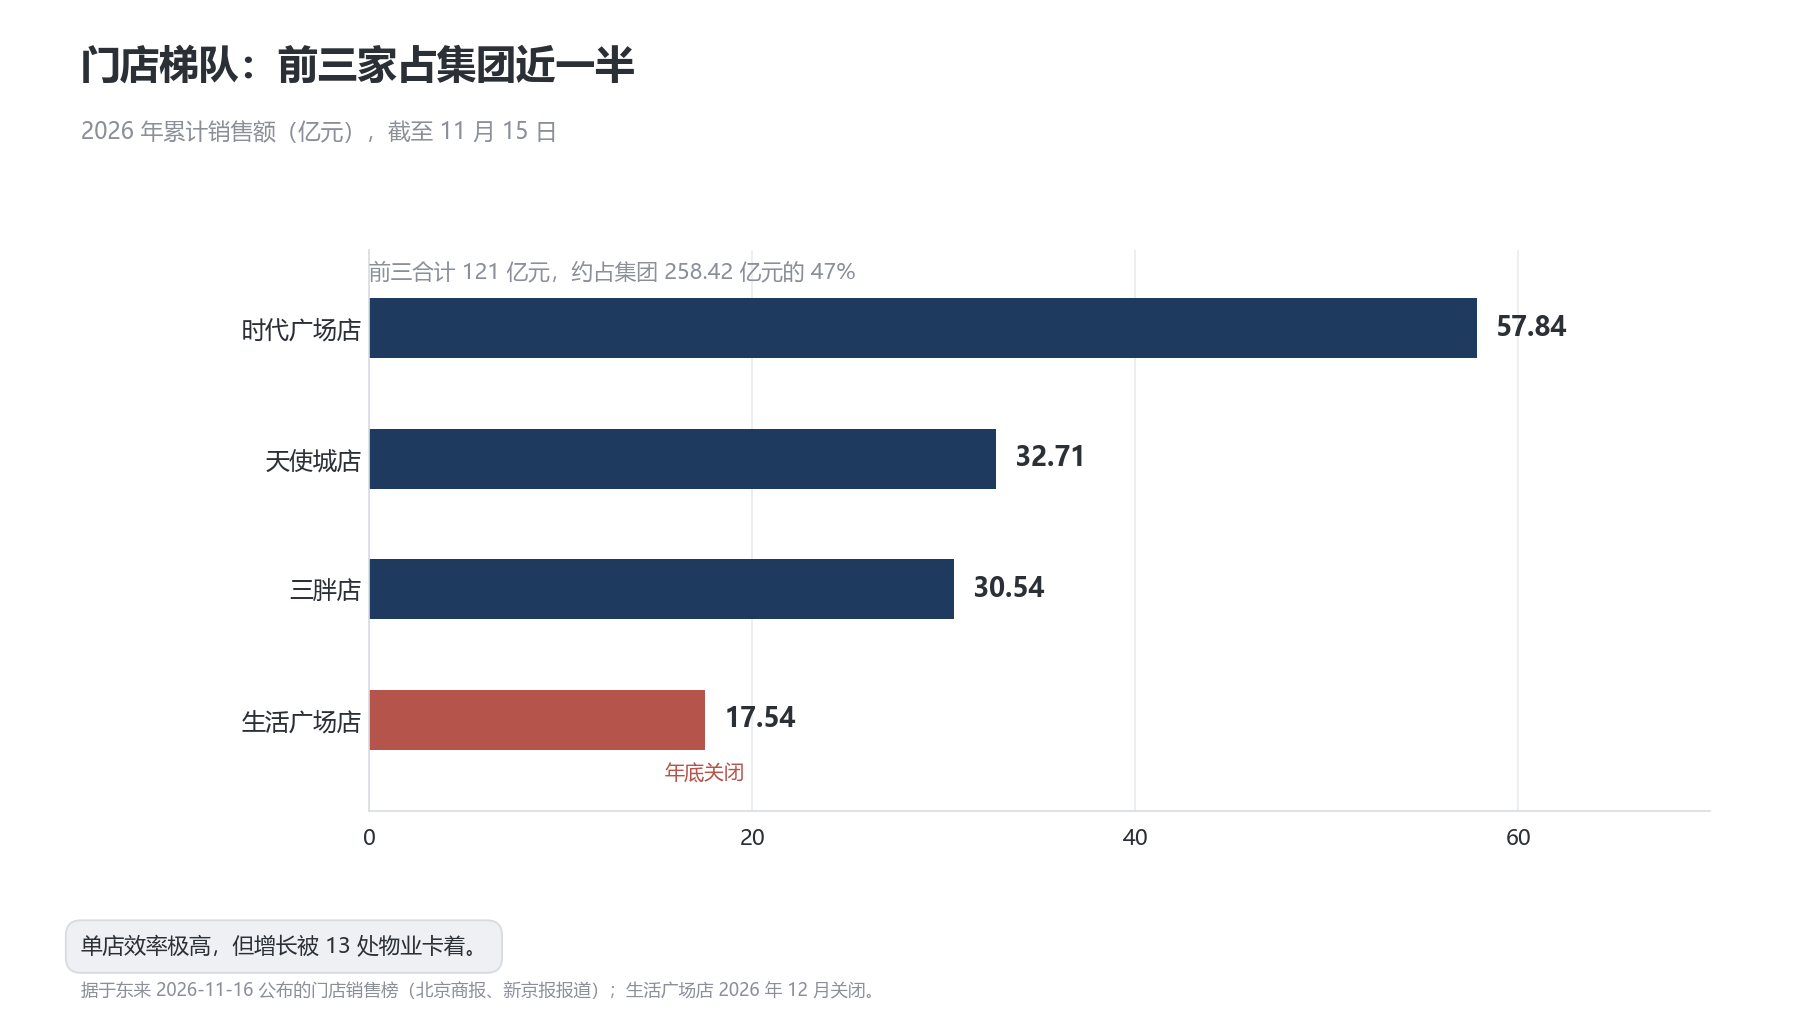 门店梯队：前三家占集团近一半
2026 年累计销售额（亿元），截至 11 月 15 日
前三合计 121 亿元，约占集团 258.42 亿元的 47%
时代广场店 57.84
天使城店 32.71
三胖店 30.54
生活广场店 17.54
年底关闭
0 20 40 60
单店效率极高，但增长被 13 处物业卡着。
据于东来 2026-11-16 公布的门店销售榜（北京商报、新京报报道）；生活广场店 2026 年 12 月关闭。